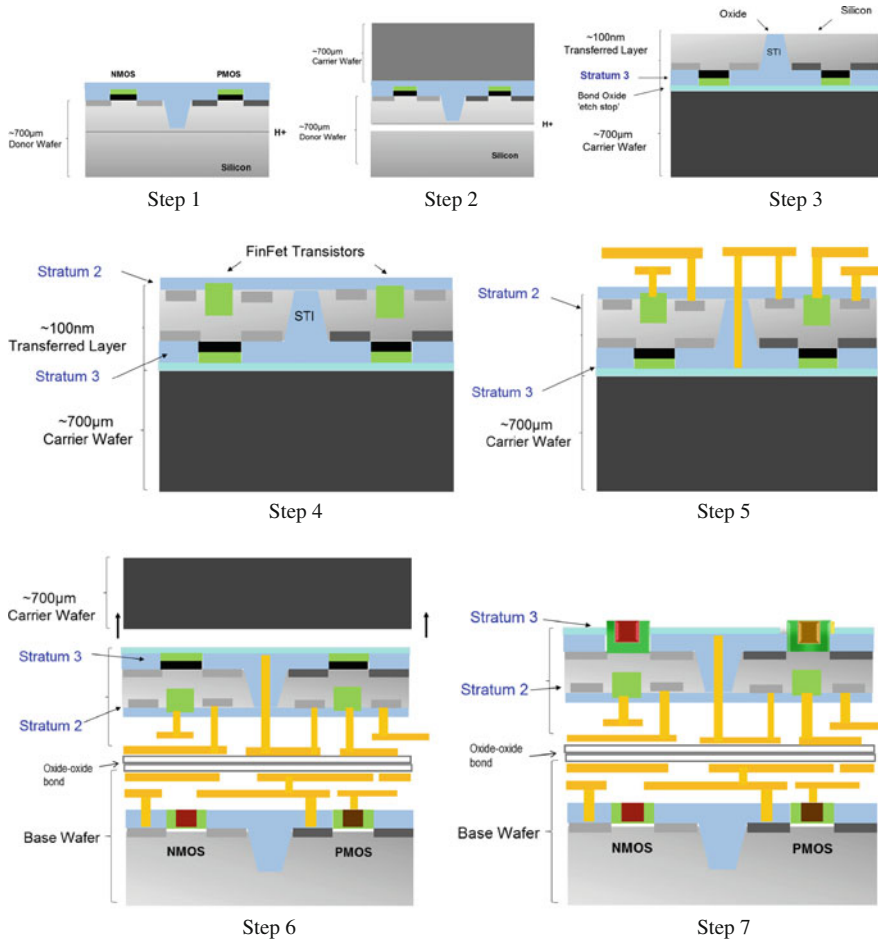 NMOS PMOS
~700µm
Donor Wafer
H+
Silicon
Step 1
~700µm
Carrier Wafer
~700µm
Donor Wafer
H+
Silicon
Step 2
Oxide Silicon
~100nm
Transferred Layer
STI
Stratum 3
Bond Oxide
'etch stop'
~700µm
Carrier Wafer
Step 3
FinFet Transistors
Stratum 2
STI
~100nm
Transferred Layer
Stratum 3
~700µm
Carrier Wafer
Step 4
Stratum 2
Stratum 3
~700µm
Carrier Wafer
Step 5
~700µm
Carrier Wafer
Stratum 3
Stratum 2
Oxide-oxide
bond
Base Wafer
NMOS PMOS
Step 6
Stratum 3
Stratum 2
Oxide-oxide
bond
Base Wafer
NMOS PMOS
Step 7